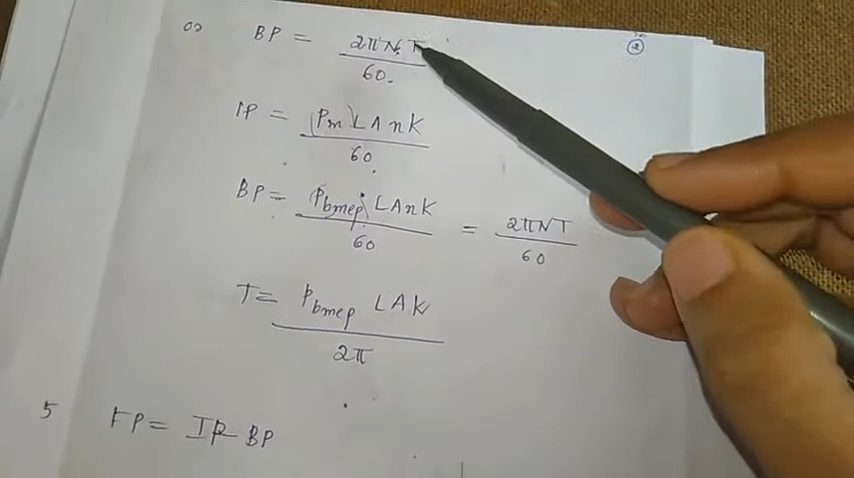 BP = 2πNT / 60
IP = Pm LAnK / 60
BP = Pbmep LAnK / 60 = 2πNT / 60
T = Pbmep LAK / 2π
5 FP = IP - BP